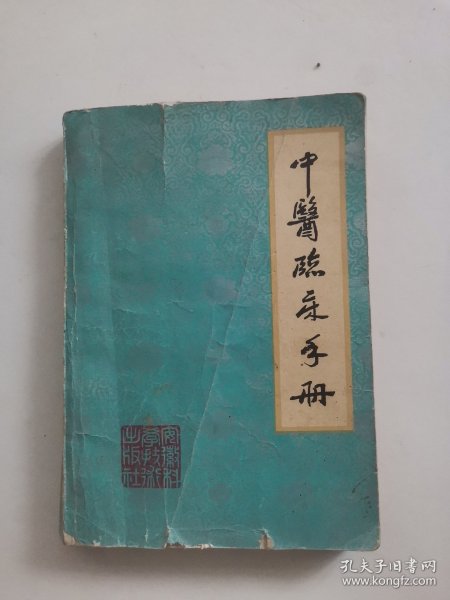 中醫臨床手册
安徽科
學技术
出版社
孔夫子旧书网
www.kongfz.com